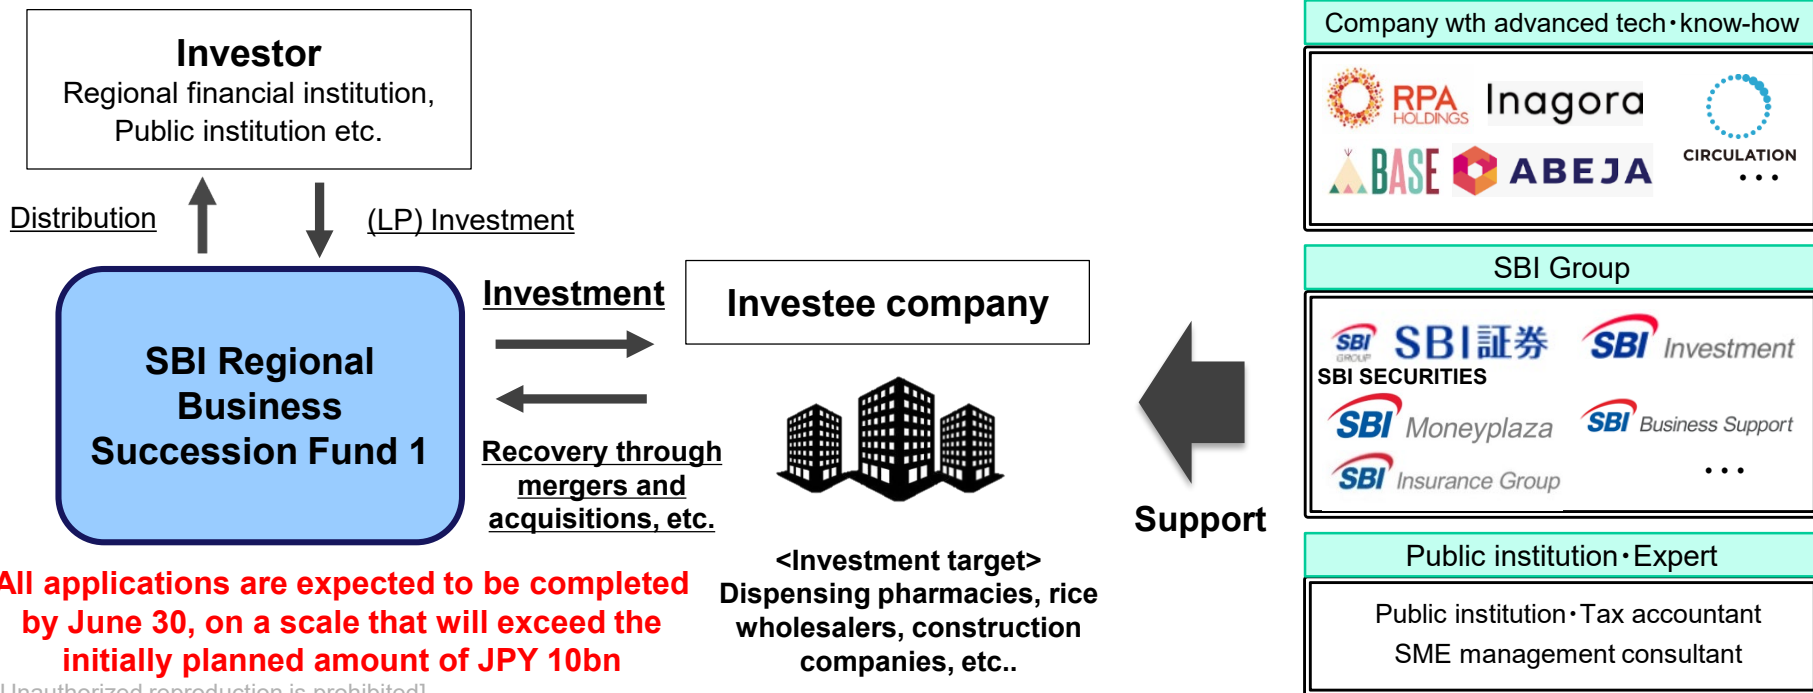 Investor
Regional financial institution,
Public institution etc.
Distribution
(LP) Investment
SBI Regional
Business
Succession Fund 1
Investment
Recovery through
mergers and
acquisitions, etc.
Investee company
<Investment target>
Dispensing pharmacies, rice
wholesalers, construction
companies, etc..
Support
All applications are expected to be completed
by June 30, on a scale that will exceed the
initially planned amount of JPY 10bn
Unauthorized reproduction is prohibited]
Company wth advanced tech・know-how
RPA
HOLDINGS
Inagora
CIRCULATION
BASE
ABEJA
・・・
SBI Group
SBI
GROUP
SBI証券
SBI SECURITIES
SBI Investment
SBI Moneyplaza
SBI Business Support
SBI Insurance Group
・・・
Public institution・Expert
Public institution・Tax accountant
SME management consultant